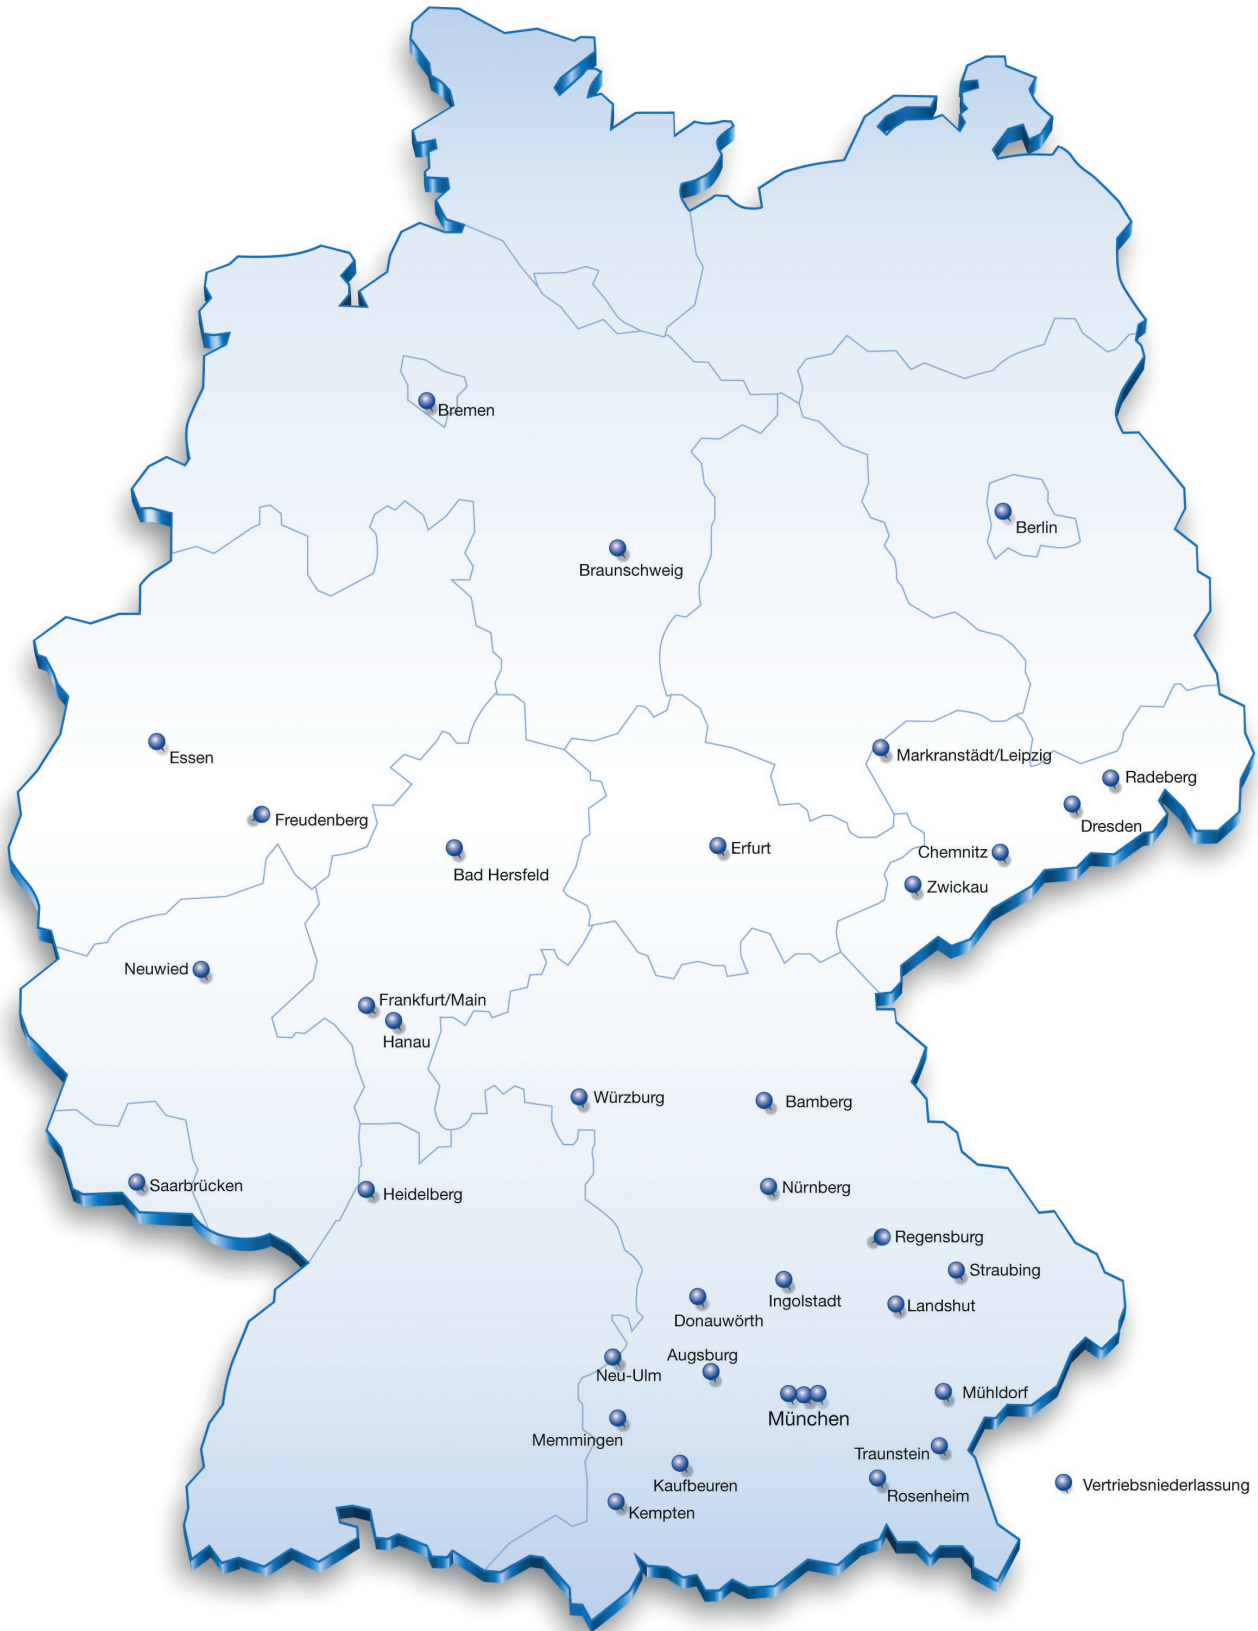 Bremen
Berlin
Braunschweig
Essen
Markranstädt/Leipzig
Radeberg
Freudenberg
Dresden
Erfurt
Chemnitz
Bad Hersfeld
Zwickau
Neuwied
Frankfurt/Main
Hanau
Würzburg
Bamberg
Saarbrücken
Heidelberg
Nürnberg
Regensburg
Straubing
Ingolstadt
Landshut
Donauwörth
Augsburg
Neu-Ulm
Mühldorf
München
Memmingen
Traunstein
Kaufbeuren
Vertriebsniederlassung
Rosenheim
Kempten